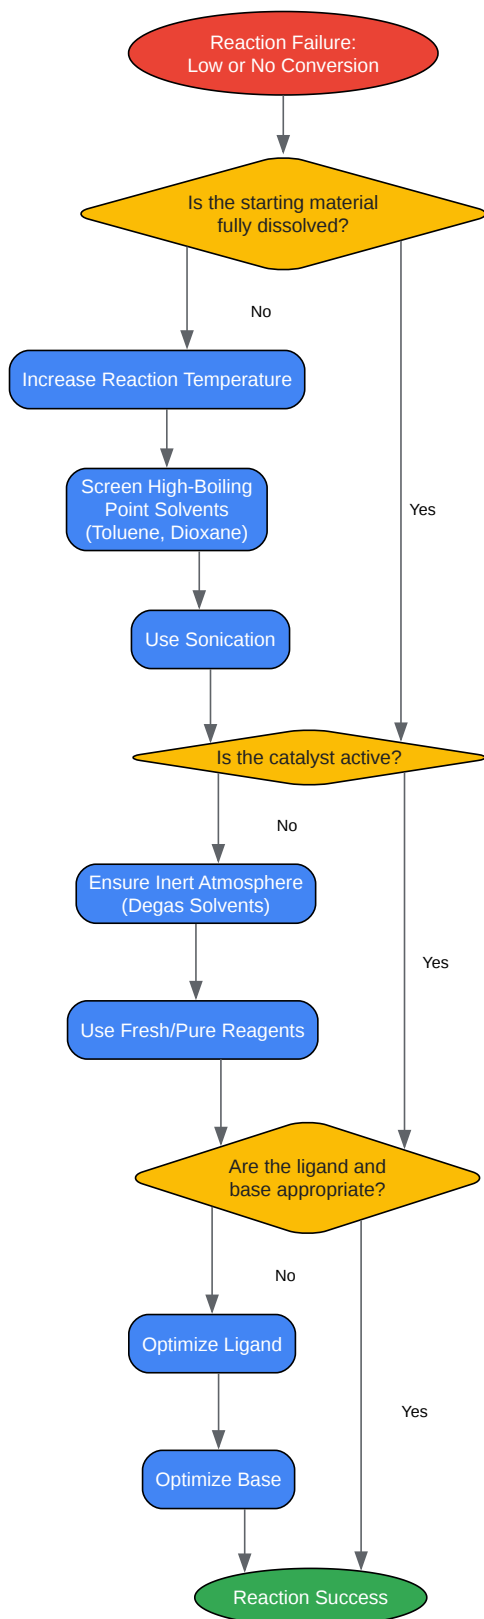 Reaction Failure:
Low or No Conversion
Is the starting material
fully dissolved?
No
Increase Reaction Temperature
Screen High-Boiling
Point Solvents
(Toluene, Dioxane)
Yes
Use Sonication
Is the catalyst active?
No
Ensure Inert Atmosphere
(Degas Solvents)
Yes
Use Fresh/Pure Reagents
Are the ligand and
base appropriate?
No
Optimize Ligand
Yes
Optimize Base
Reaction Success